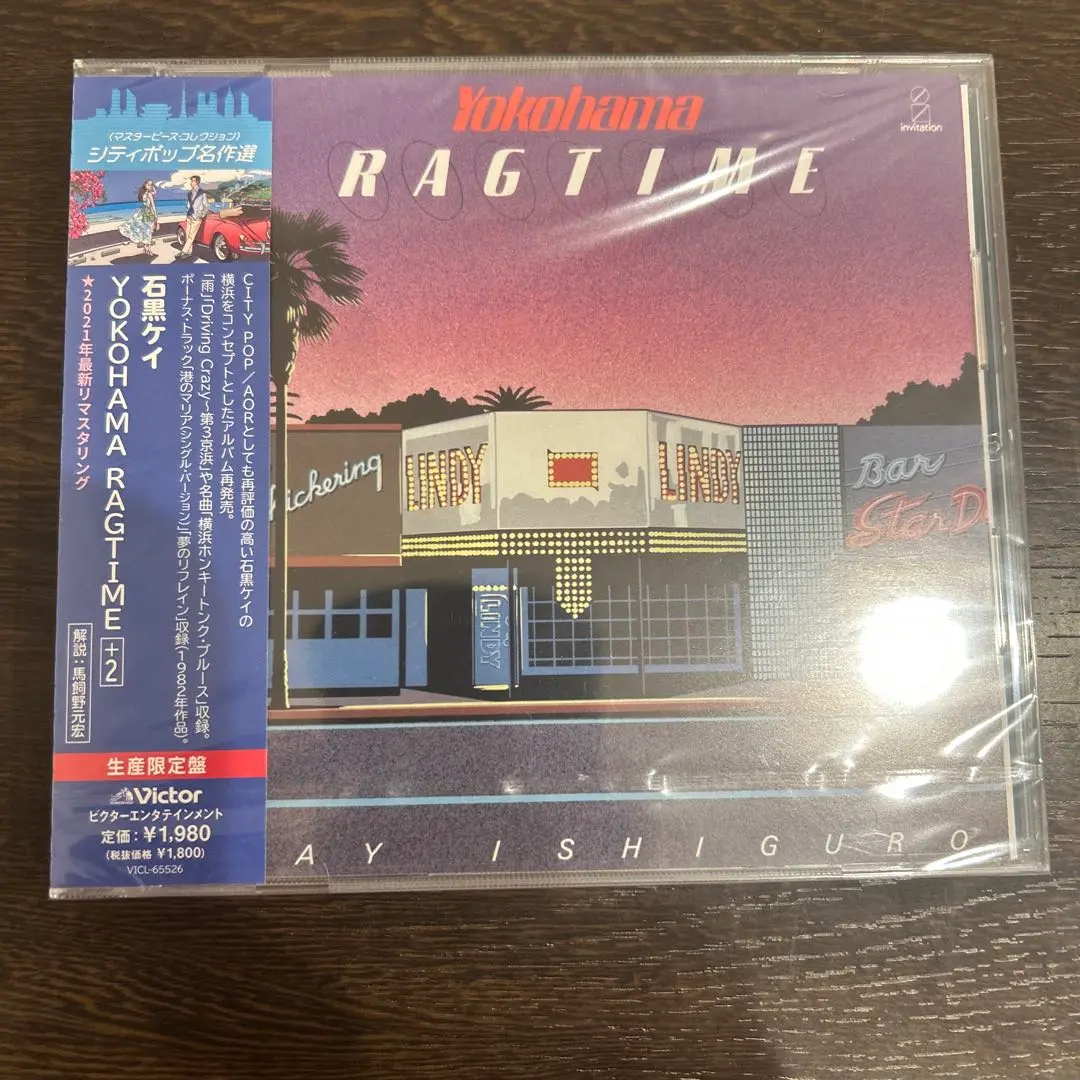 〈マスターピース・コレクション〉
シティポップ名作選
CITY POP/AORとしても再評価の高い石黒ケイの
横浜をコンセプトとしたアルバム再発売。
「雨」「Driving Crazy～第3京浜」や名曲「横浜ホンキートンク・ブルース」収録。
ボーナス・トラック「港のマリア(シングル・バージョン)」「夢のリフレイン」収録(1982年作品)。
石黒ケイ
YOKOHAMA RAGTIME +2
★2021年最新リマスタリング
解説:馬飼野元宏
生産限定盤
Victor
ビクターエンタテインメント
定価:¥1,980
(税抜価格 ¥1,800)
VICL-65526
Yokohama
RAGTIME
invitation
ickering
LINDY
LINDY
LINDY
Bar
Star D
AY ISHIGURO